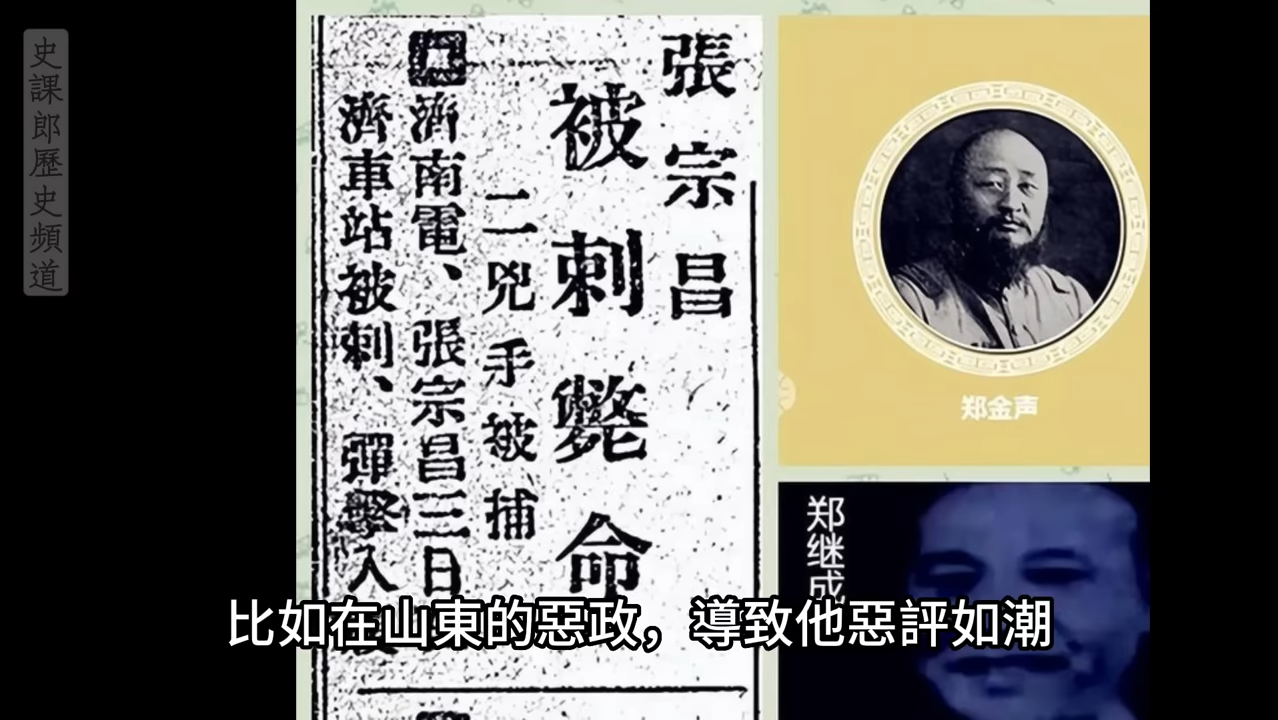 史課郎歷史頻道
張宗昌
被刺斃命
二兇手被捕
濟南電、張宗昌三日
濟車站被刺、彈擊入
郑金声
郑继成
比如在山東的惡政，導致他惡評如潮